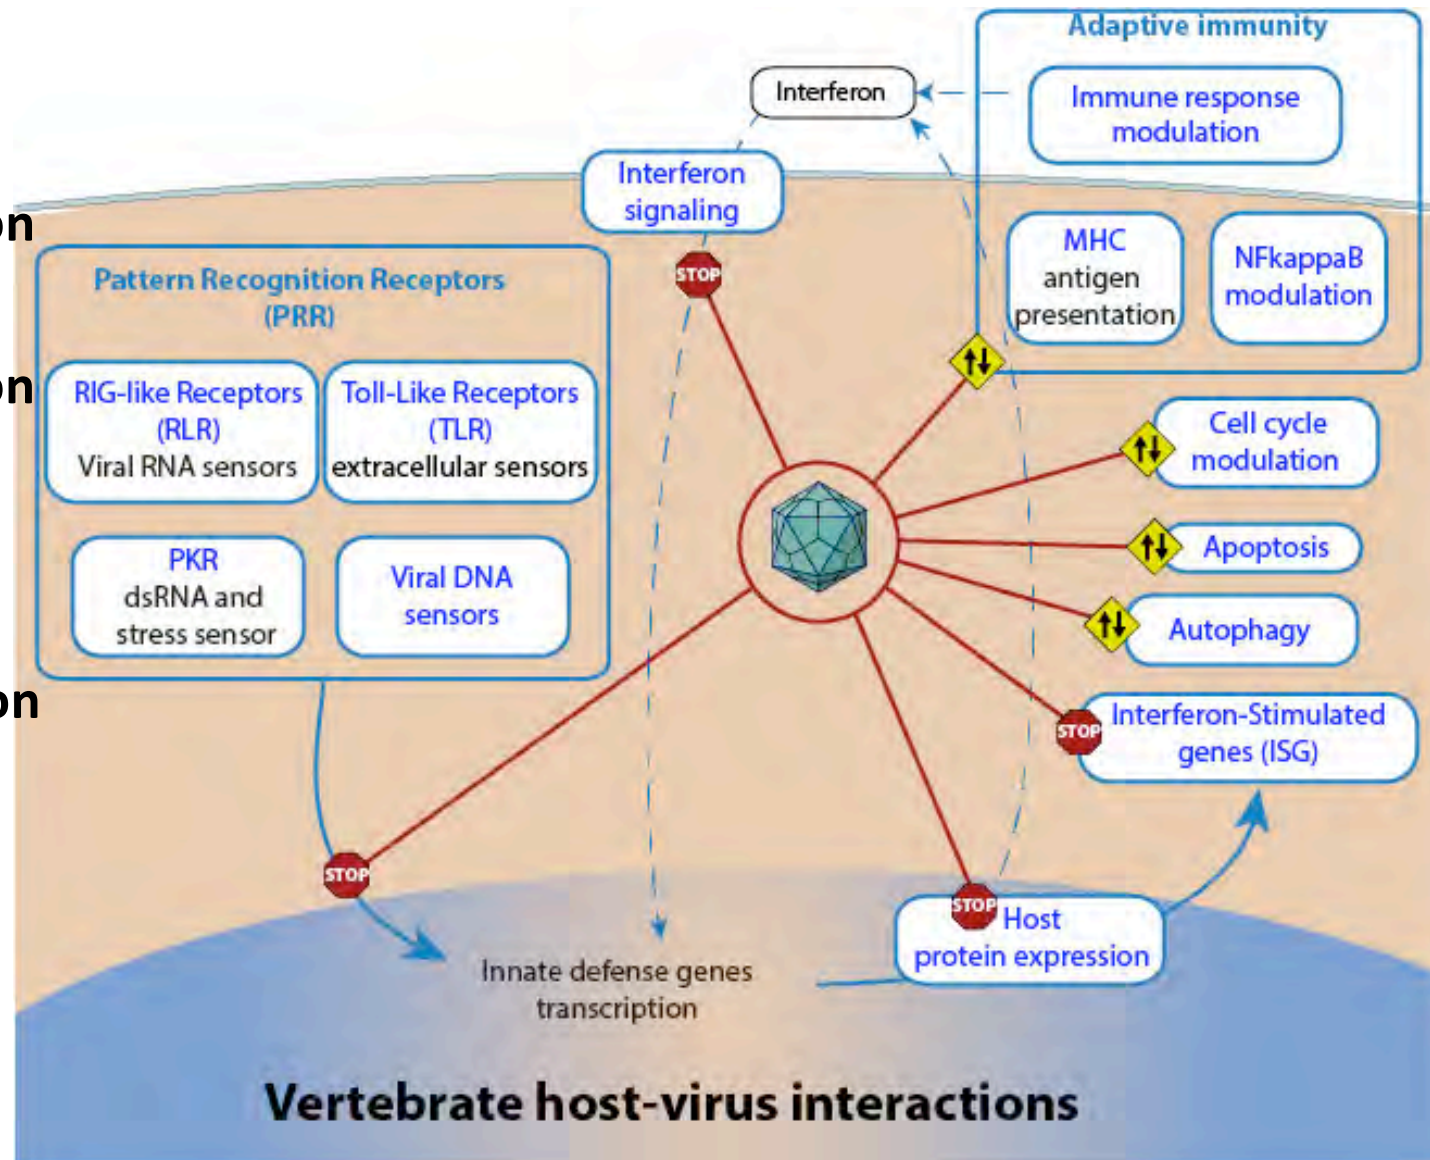 Adaptive immunity
Interferon
Immune response
modulation
Interferon
signaling
on
MHC
antigen
presentation
NFkappaB
modulation
STOP
Pattern Recognition Receptors
(PRR)
on
RIG-like Receptors
(RLR)
Viral RNA sensors
Toll-Like Receptors
(TLR)
extracellular sensors
Cell cycle
modulation
PKR
dsRNA and
stress sensor
Viral DNA
sensors
Apoptosis
Autophagy
on
Interferon-Stimulated
genes (ISG)
STOP
STOP
STOP
Host
protein expression
Innate defense genes
transcription
Vertebrate host-virus interactions